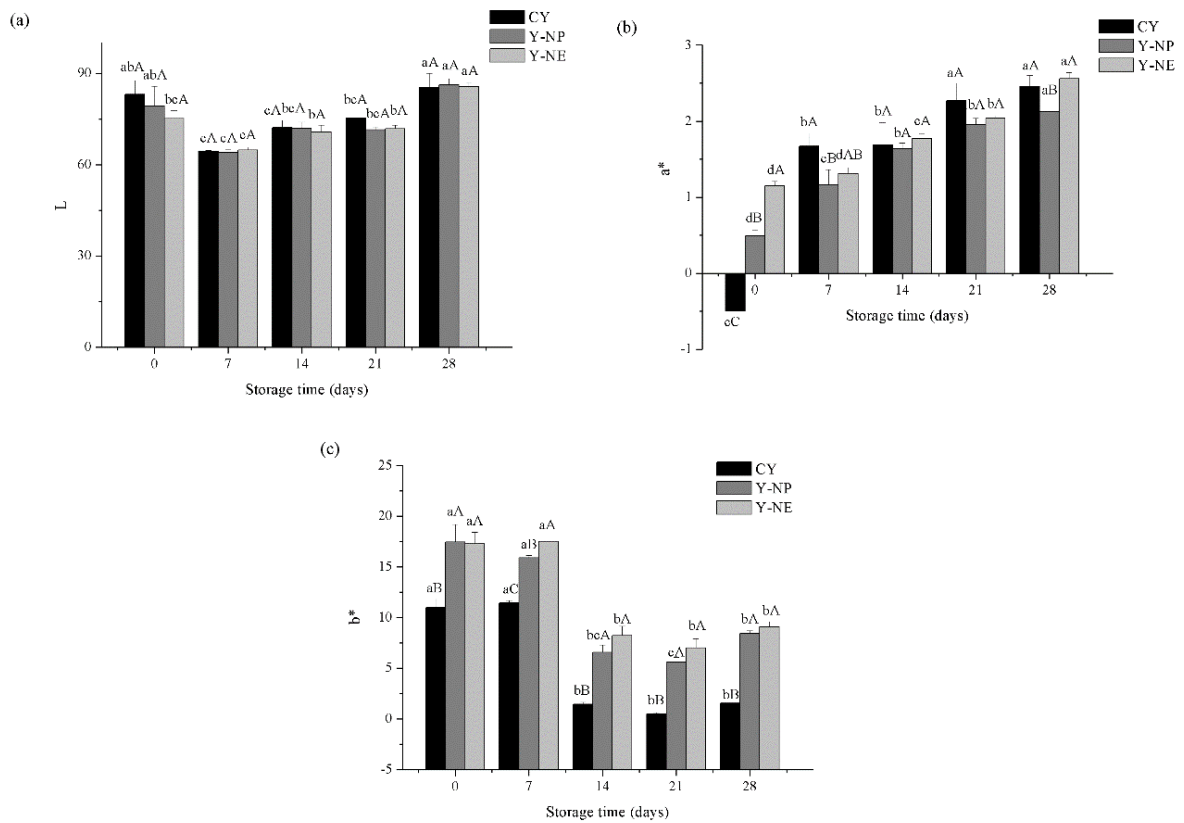 (a)
CY
Y-NP
Y-NE
L
90
60
30
0
abA abA bcA
cA cA cA
cA bcA bA
bcA bcA bA
aA aA aA
0 7 14 21 28
Storage time (days)
(b)
CY
Y-NP
Y-NE
a*
3
2
1
0
-1
eC dB dA
bA cB dAB
bA bA cA
aA bA bA
aA aB aA
0 7 14 21 28
Storage time (days)
(c)
CY
Y-NP
Y-NE
b*
25
20
15
10
5
0
-5
aB aA aA
aC aB aA
bB bcA bA
bB cA bA
bB bA bA
0 7 14 21 28
Storage time (days)